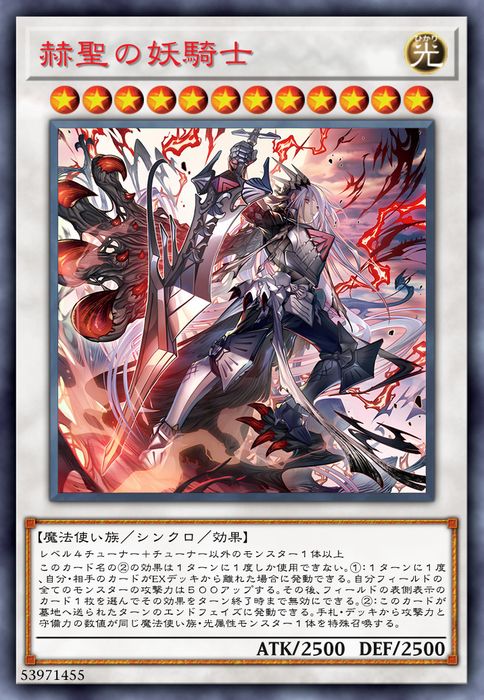 赫聖の妖騎士
ひかり
光
【魔法使い族／シンクロ／効果】
レベル４チューナー＋チューナー以外のモンスター１体以上
このカード名の②の効果は１ターンに１度しか使用できない。①：１ターンに１度、
自分・相手のカードがEXデッキから離れた場合に発動できる。自分フィールドの
全てのモンスターの攻撃力は５００アップする。その後、フィールドの表側表示の
カード１枚を選んでその効果をターン終了時まで無効にできる。②：このカードが
墓地へ送られたターンのエンドフェイズに発動できる。手札・デッキから攻撃力と
守備力の数値が同じ魔法使い族・光属性モンスター１体を特殊召喚する。
ATK/2500 DEF/2500
53971455